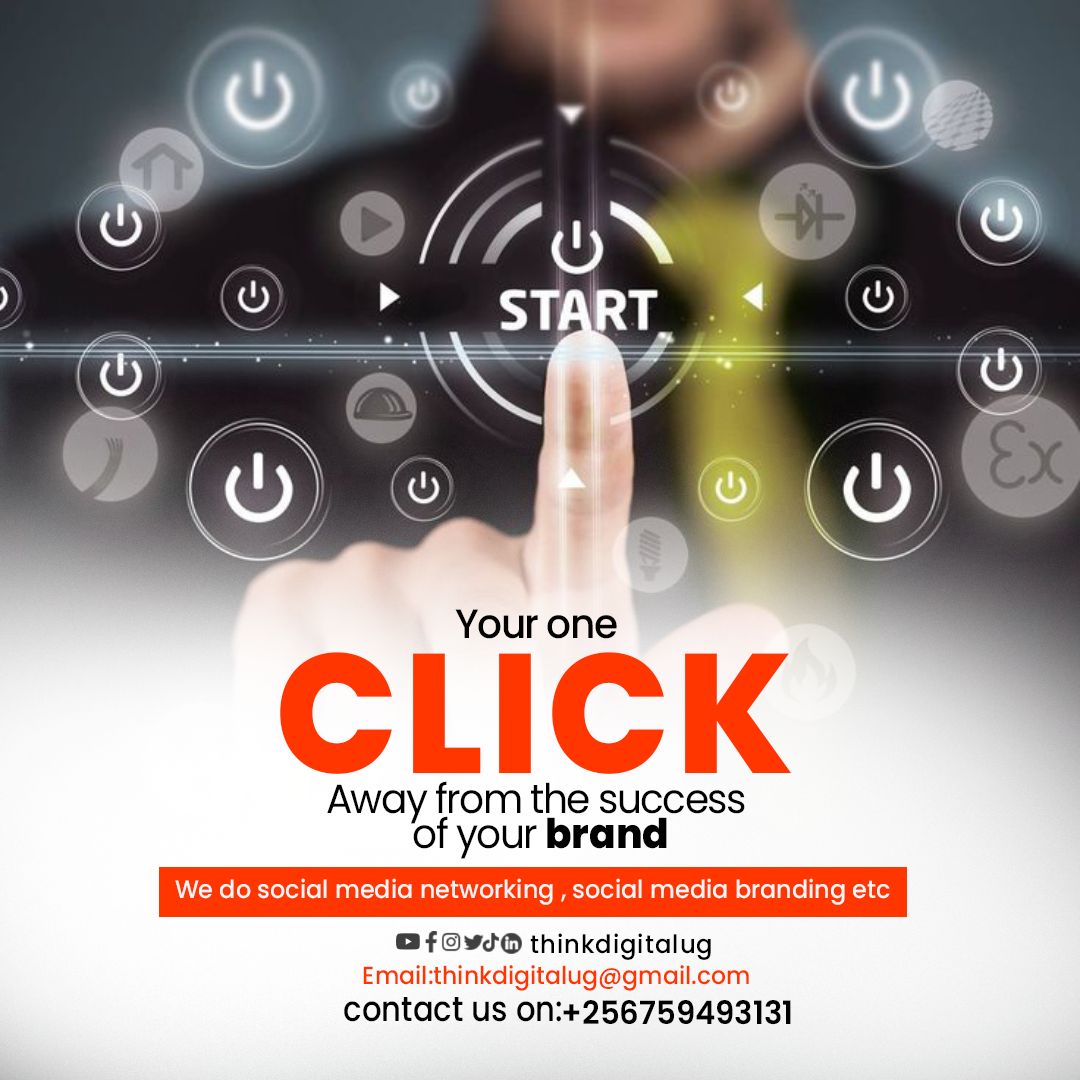 START
Ex
Your one
CLICK
Away from the success
of your brand
We do social media networking , social media branding etc
thinkdigitalug
Email:thinkdigitalug@gmail.com
contact us on:+256759493131